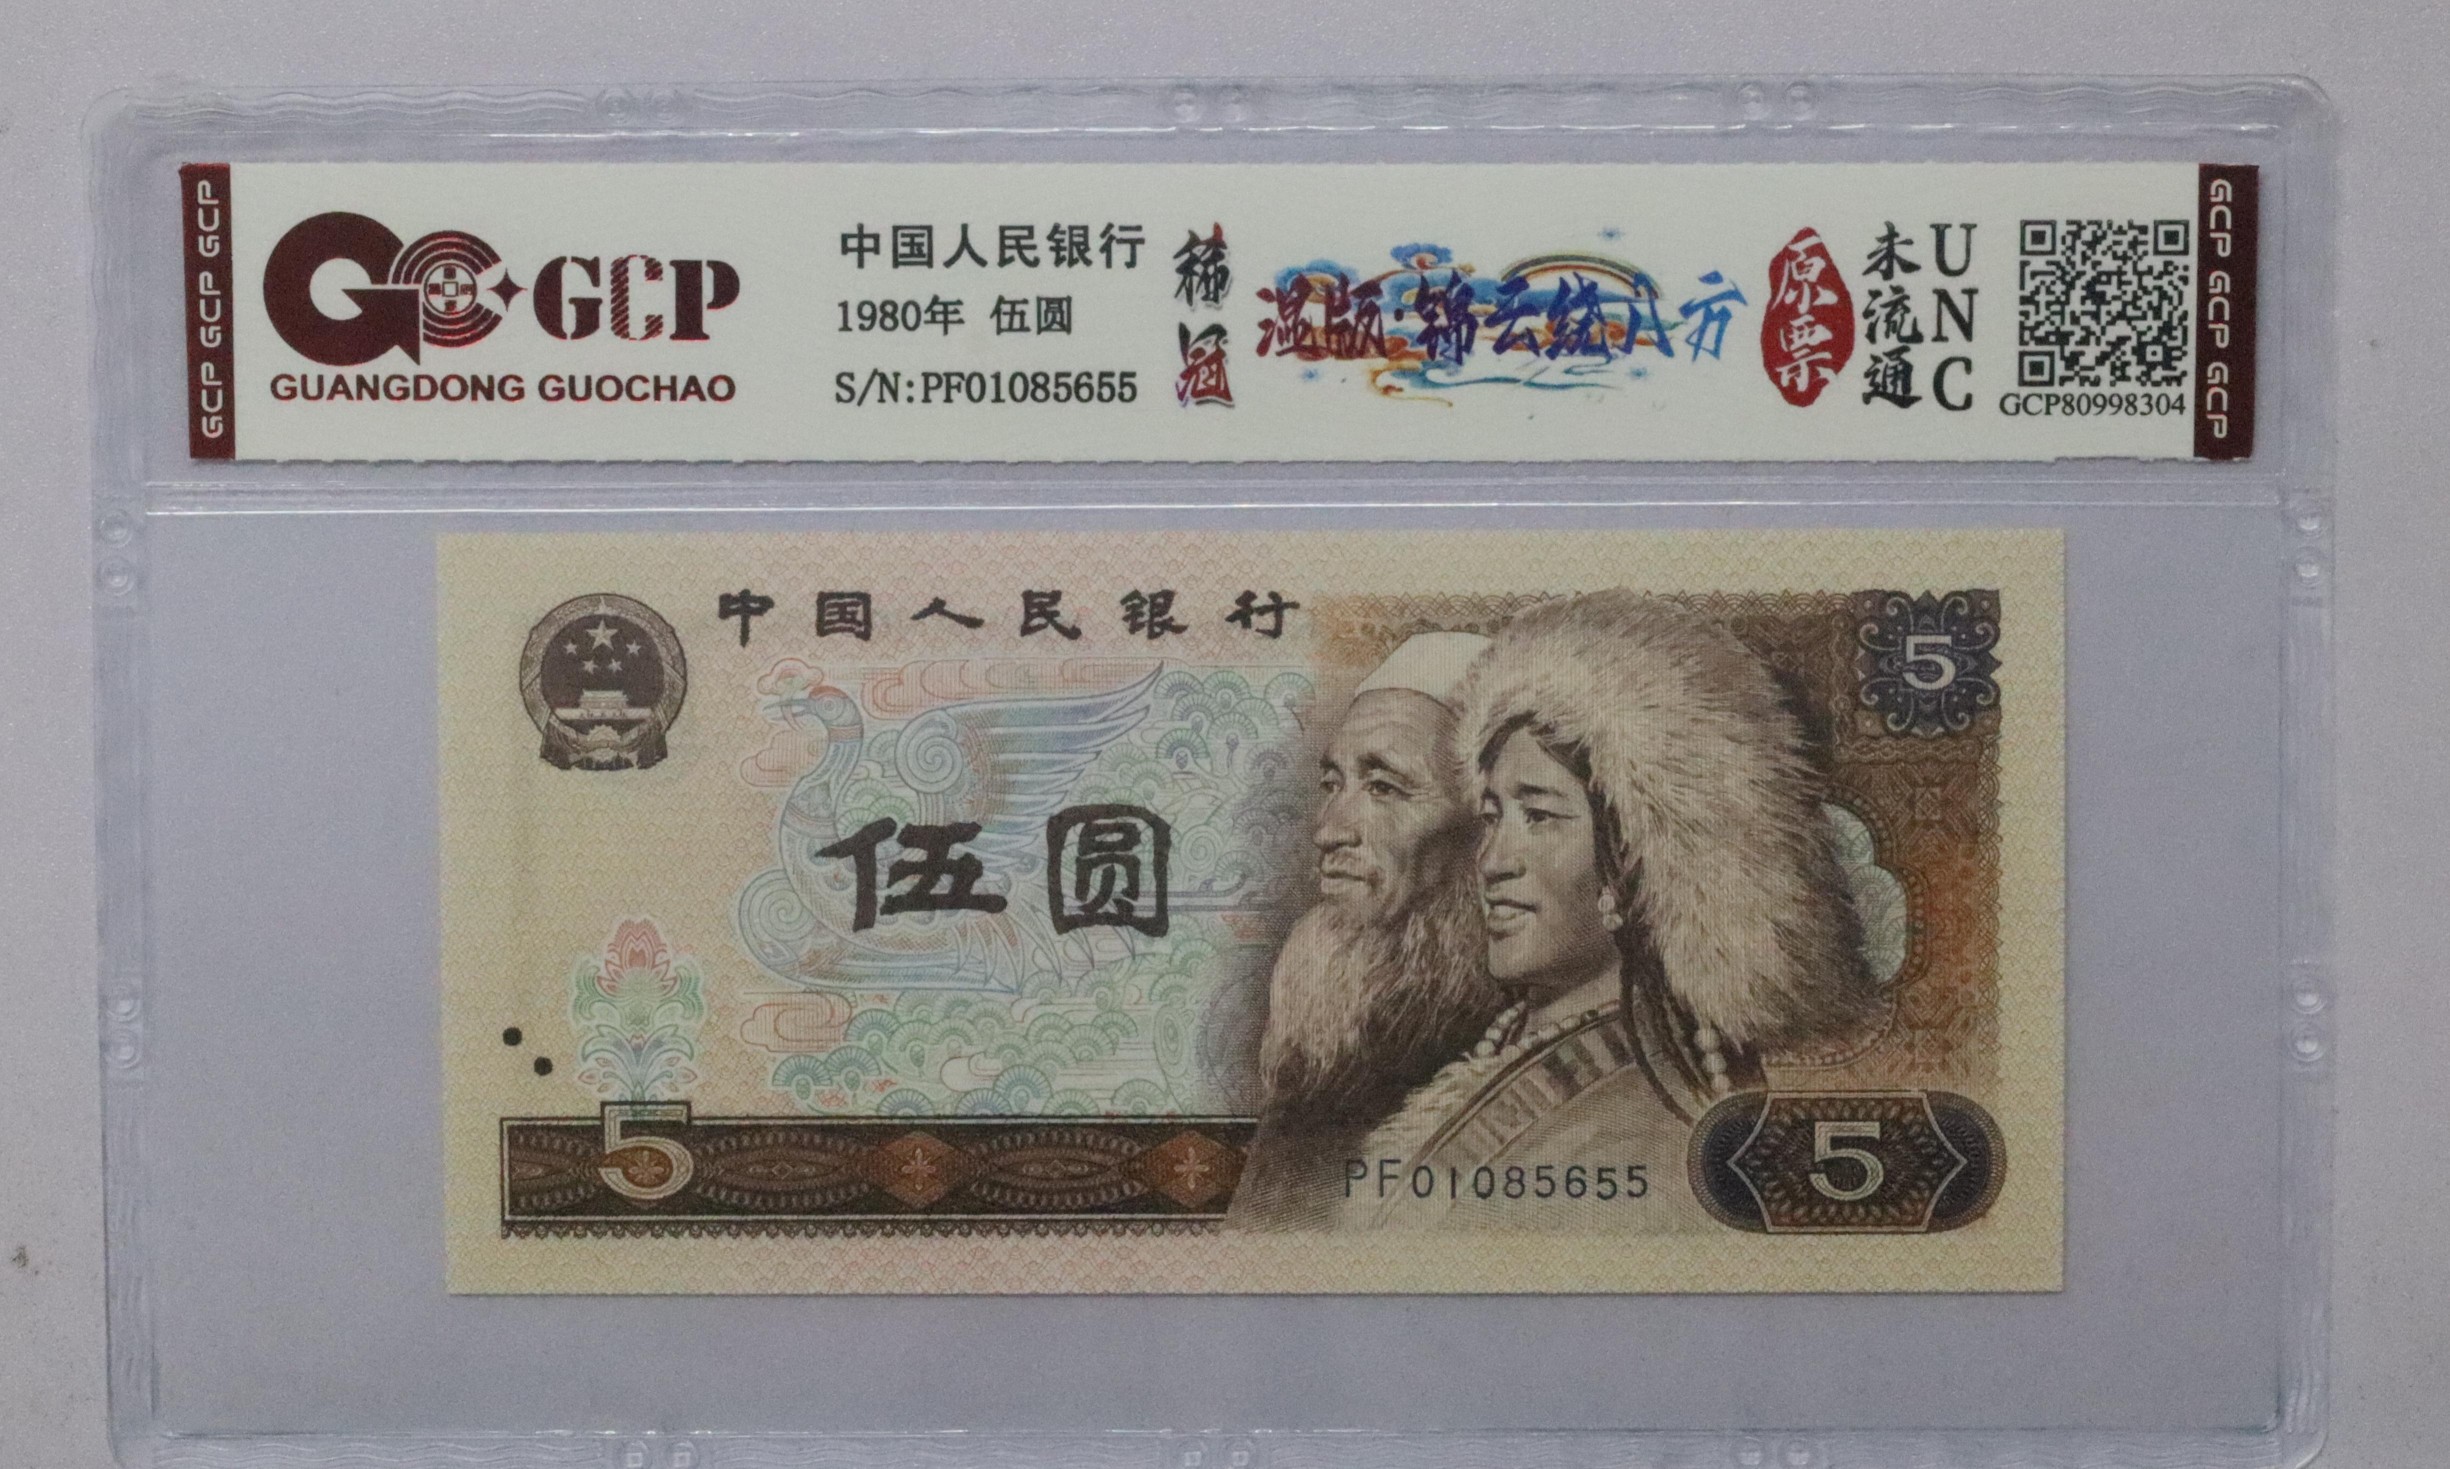 GCP GCP GCP
GCP
GUANGDONG GUOCHAO
中国人民银行
1980年 伍圆
S/N:PF01085655
稀冠
温版·锦云绕八方
原票
未流通
UNC
GCP80998304
GCP GCP GCP
中国人民银行
5
伍圆
5
PF01085655
5